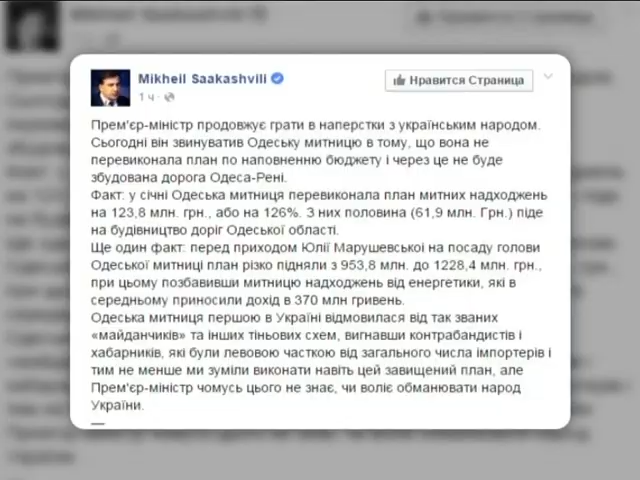 Mikheil Saakashvili
1 ч ·
Нравится Страница
Прем'єр-міністр продовжує грати в наперстки з українським народом.
Сьогодні він звинуватив Одеську митницю в тому, що вона не
перевиконала план по наповненню бюджету і через це не буде
збудована дорога Одеса-Рені.
Факт: у січні Одеська митниця перевиконала план митних надходжень
на 123,8 млн. грн., або на 126%. З них половина (61,9 млн. Грн.) піде
на будівництво доріг Одеської області.
Ще один факт: перед приходом Юлії Марушевської на посаду голови
Одеської митниці план різко підняли з 953,8 млн. до 1228,4 млн. грн.,
при цьому позбавивши митницю надходжень від енергетики, які в
середньому приносили дохід в 370 млн гривень.
Одеська митниця першою в Україні відмовилася від так званих
«майданчиків» та інших тіньових схем, вигнавши контрабандистів і
хабарників, які були левовою часткою від загального числа імпортерів і
тим не менше ми зуміли виконати навіть цей завищений план, але
Прем'єр-міністр чомусь цього не знає, чи воліє обманювати народ
України.
—